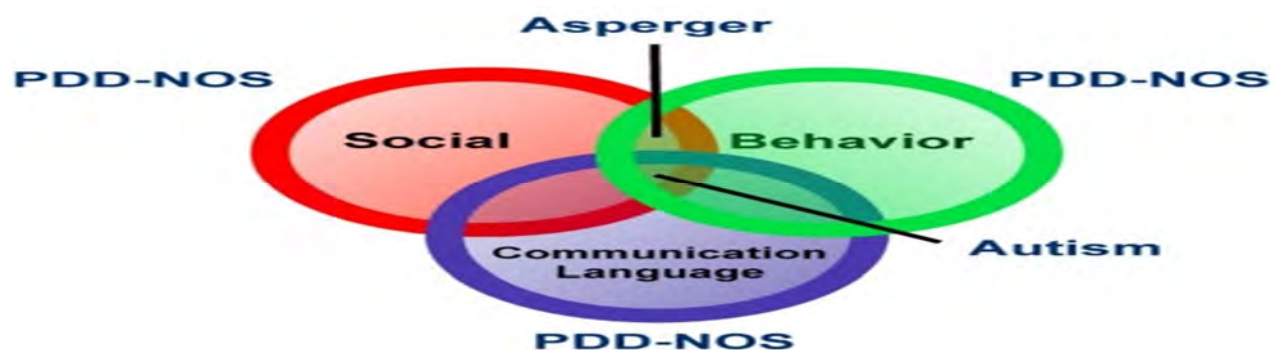 Asperger
PDD-NOS
PDD-NOS
Social
Behavior
Communication
Language
Autism
PDD-NOS